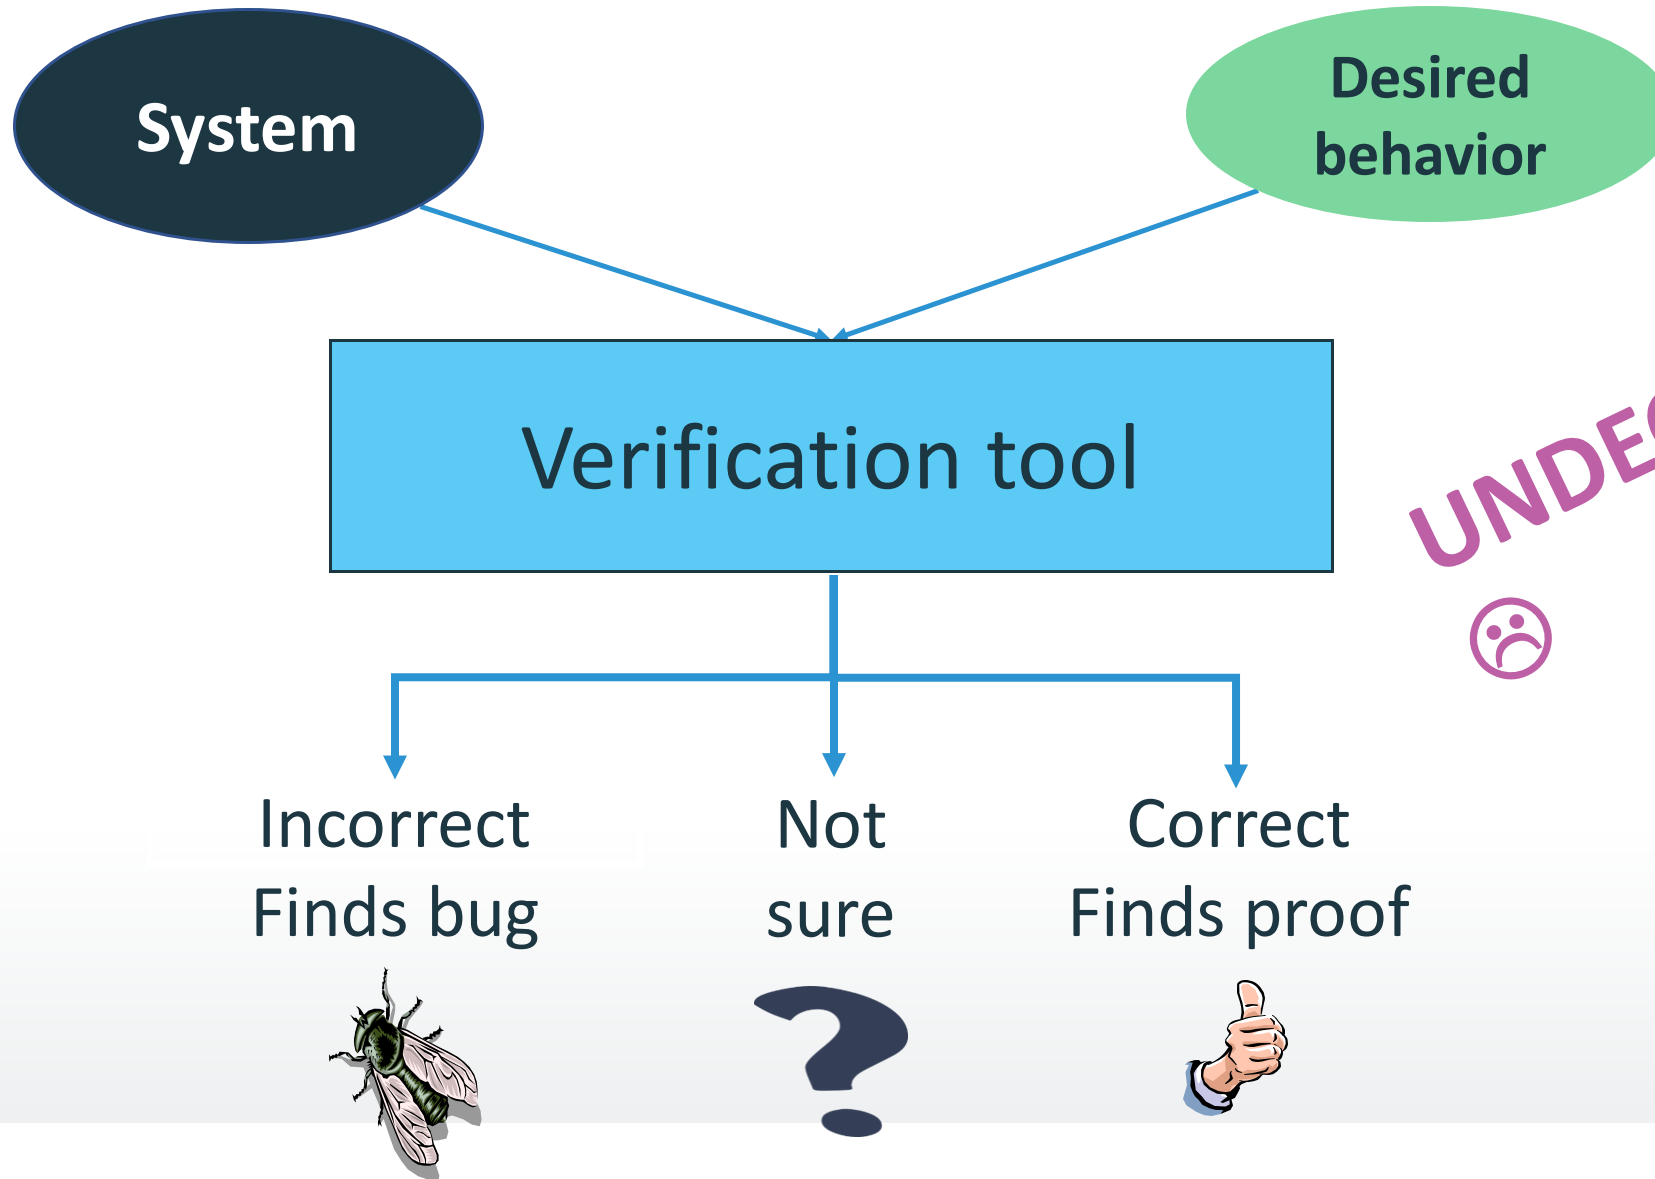 System
Desired
behavior
Verification tool
Incorrect
Finds bug
Not
sure
Correct
Finds proof